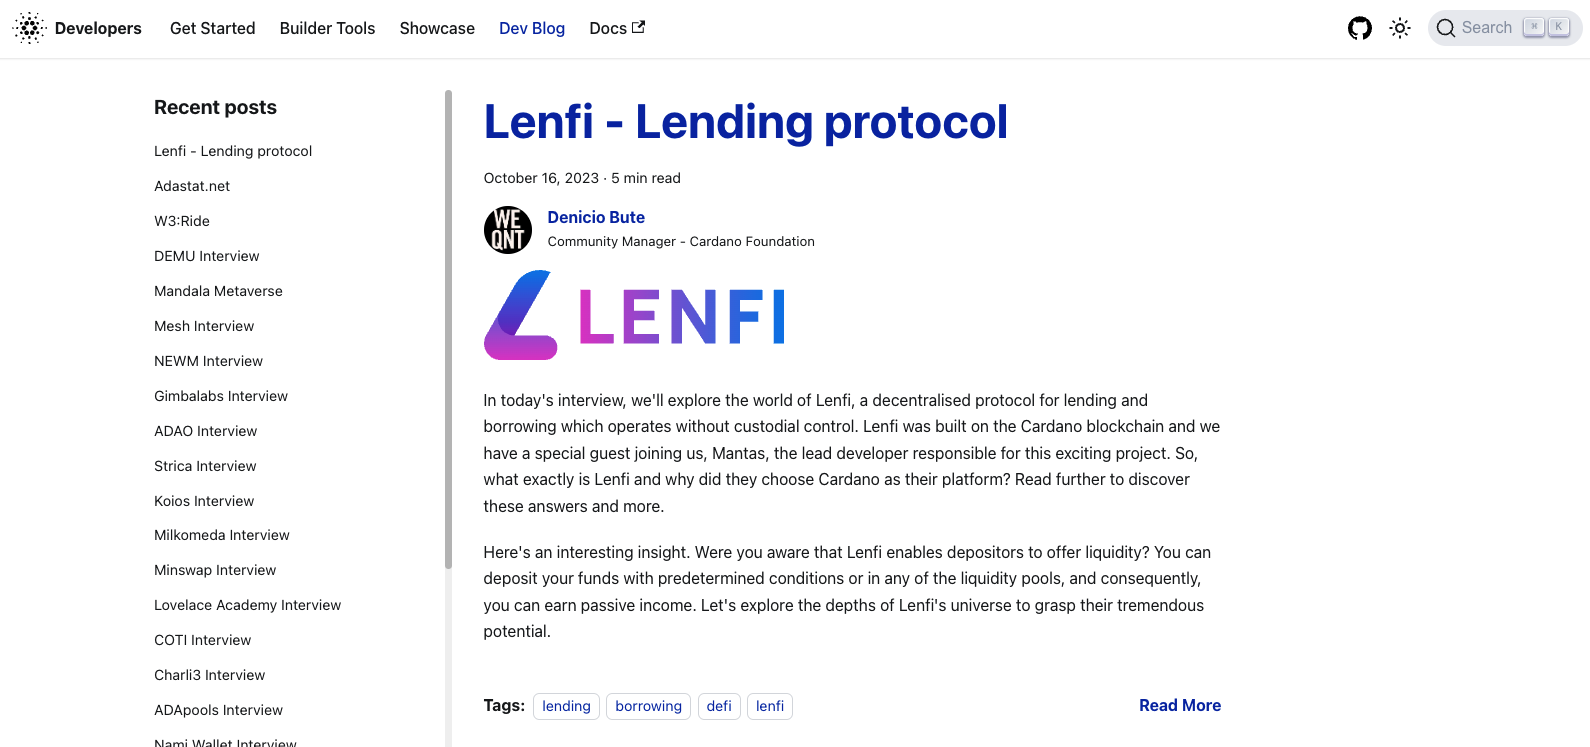 Developers Get Started Builder Tools Showcase Dev Blog Docs Search ⌘ K
Recent posts
Lenfi - Lending protocol
Adastat.net
W3:Ride
DEMU Interview
Mandala Metaverse
Mesh Interview
NEWM Interview
Gimbalabs Interview
ADAO Interview
Strica Interview
Koios Interview
Milkomeda Interview
Minswap Interview
Lovelace Academy Interview
COTI Interview
Charli3 Interview
ADApools Interview
Nami Wallet Interview
Lenfi - Lending protocol
October 16, 2023 · 5 min read
WE
QNT
Denicio Bute
Community Manager - Cardano Foundation
LENFI
In today's interview, we'll explore the world of Lenfi, a decentralised protocol for lending and
borrowing which operates without custodial control. Lenfi was built on the Cardano blockchain and we
have a special guest joining us, Mantas, the lead developer responsible for this exciting project. So,
what exactly is Lenfi and why did they choose Cardano as their platform? Read further to discover
these answers and more.
Here's an interesting insight. Were you aware that Lenfi enables depositors to offer liquidity? You can
deposit your funds with predetermined conditions or in any of the liquidity pools, and consequently,
you can earn passive income. Let's explore the depths of Lenfi's universe to grasp their tremendous
potential.
Tags: lending borrowing defi lenfi Read More